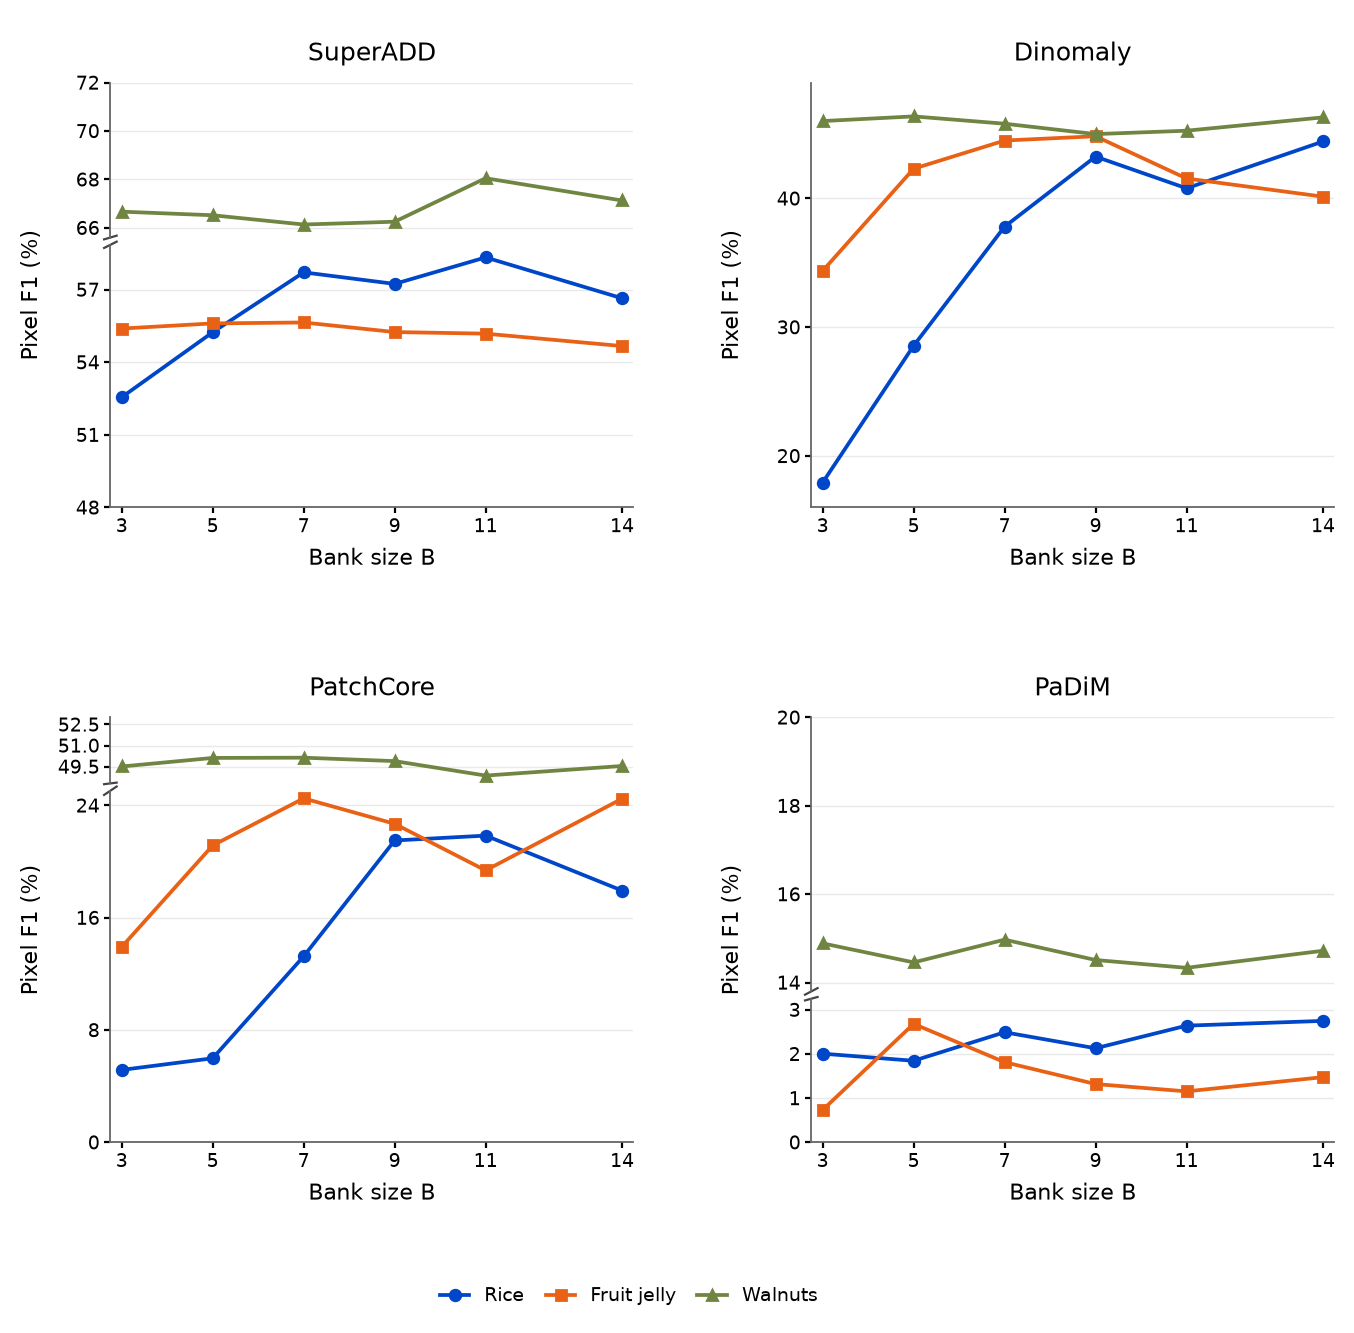 SuperADD
72
70
68
66
57
54
51
48
3 5 7 9 11 14
Bank size B
Pixel F1 (%)
Dinomaly
40
30
20
3 5 7 9 11 14
Bank size B
Pixel F1 (%)
PatchCore
52.5
51.0
49.5
24
16
8
0
3 5 7 9 11 14
Bank size B
Pixel F1 (%)
PaDiM
20
18
16
14
3
2
1
0
3 5 7 9 11 14
Bank size B
Pixel F1 (%)
Rice Fruit jelly Walnuts